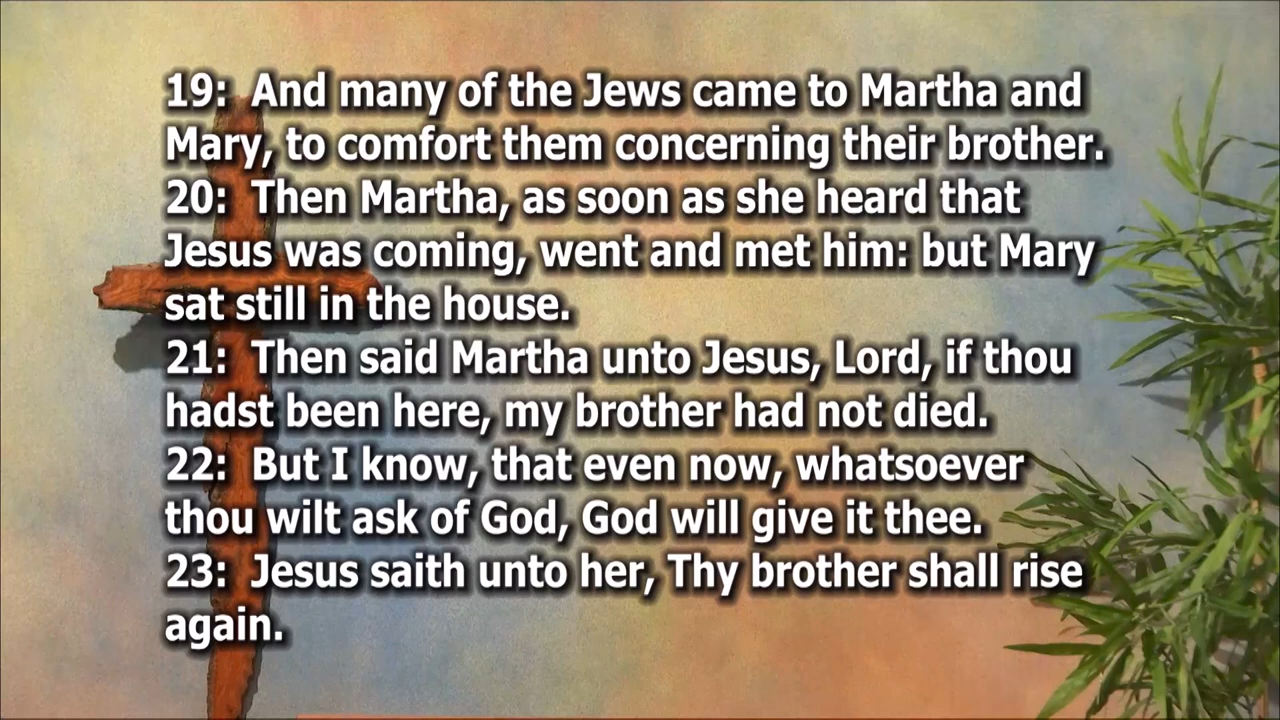 19:  And many of the Jews came to Martha and
Mary, to comfort them concerning their brother.
20:  Then Martha, as soon as she heard that
Jesus was coming, went and met him: but Mary
sat still in the house.
21:  Then said Martha unto Jesus, Lord, if thou
hadst been here, my brother had not died.
22:  But I know, that even now, whatsoever
thou wilt ask of God, God will give it thee.
23:  Jesus saith unto her, Thy brother shall rise
again.